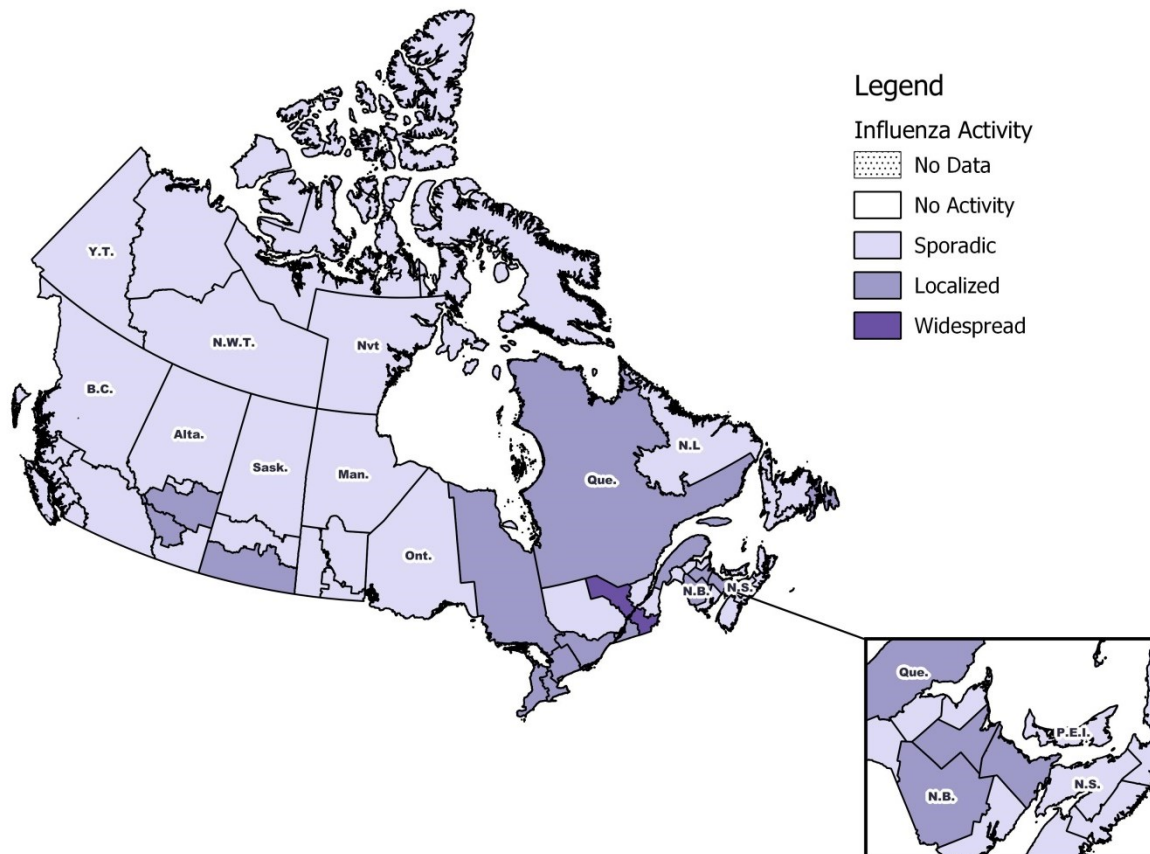 Legend
Influenza Activity
No Data
No Activity
Sporadic
Localized
Widespread
Y.T.
N.W.T.
Nvt
B.C.
Alta.
Sask.
Man.
Ont.
Que.
N.L
N.B.
N.S.
Que.
P.E.I.
N.S.
N.B.